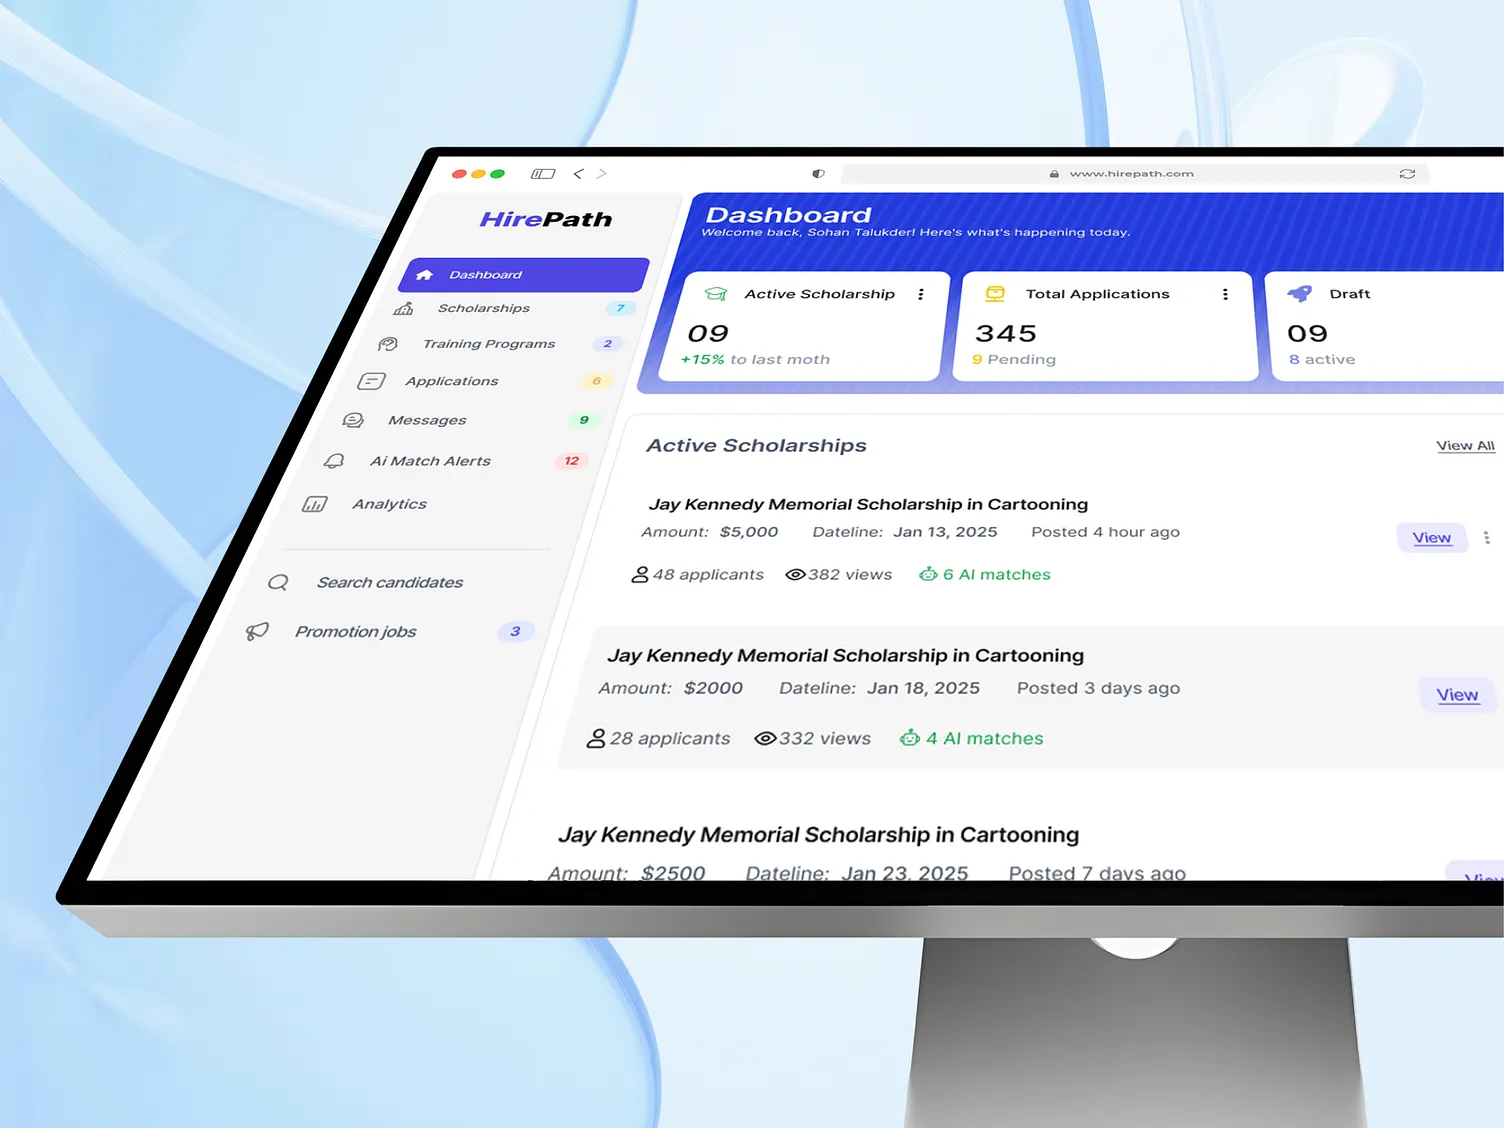 www.hirepath.com
HirePath
Dashboard
Scholarships 7
Training Programs 2
Applications 6
Messages 9
Ai Match Alerts 12
Analytics
Search candidates
Promotion jobs 3
Dashboard
Welcome back, Sohan Talukder! Here's what's happening today.
Active Scholarship
09
+15% to last moth
Total Applications
345
9 Pending
Draft
09
8 active
Active Scholarships View All
Jay Kennedy Memorial Scholarship in Cartooning
Amount: $5,000 Dateline: Jan 13, 2025 Posted 4 hour ago
View
48 applicants 382 views 6 AI matches
Jay Kennedy Memorial Scholarship in Cartooning
Amount: $2000 Dateline: Jan 18, 2025 Posted 3 days ago
View
28 applicants 332 views 4 AI matches
Jay Kennedy Memorial Scholarship in Cartooning
Amount: $2500 Dateline: Jan 23, 2025 Posted 7 days ago
View